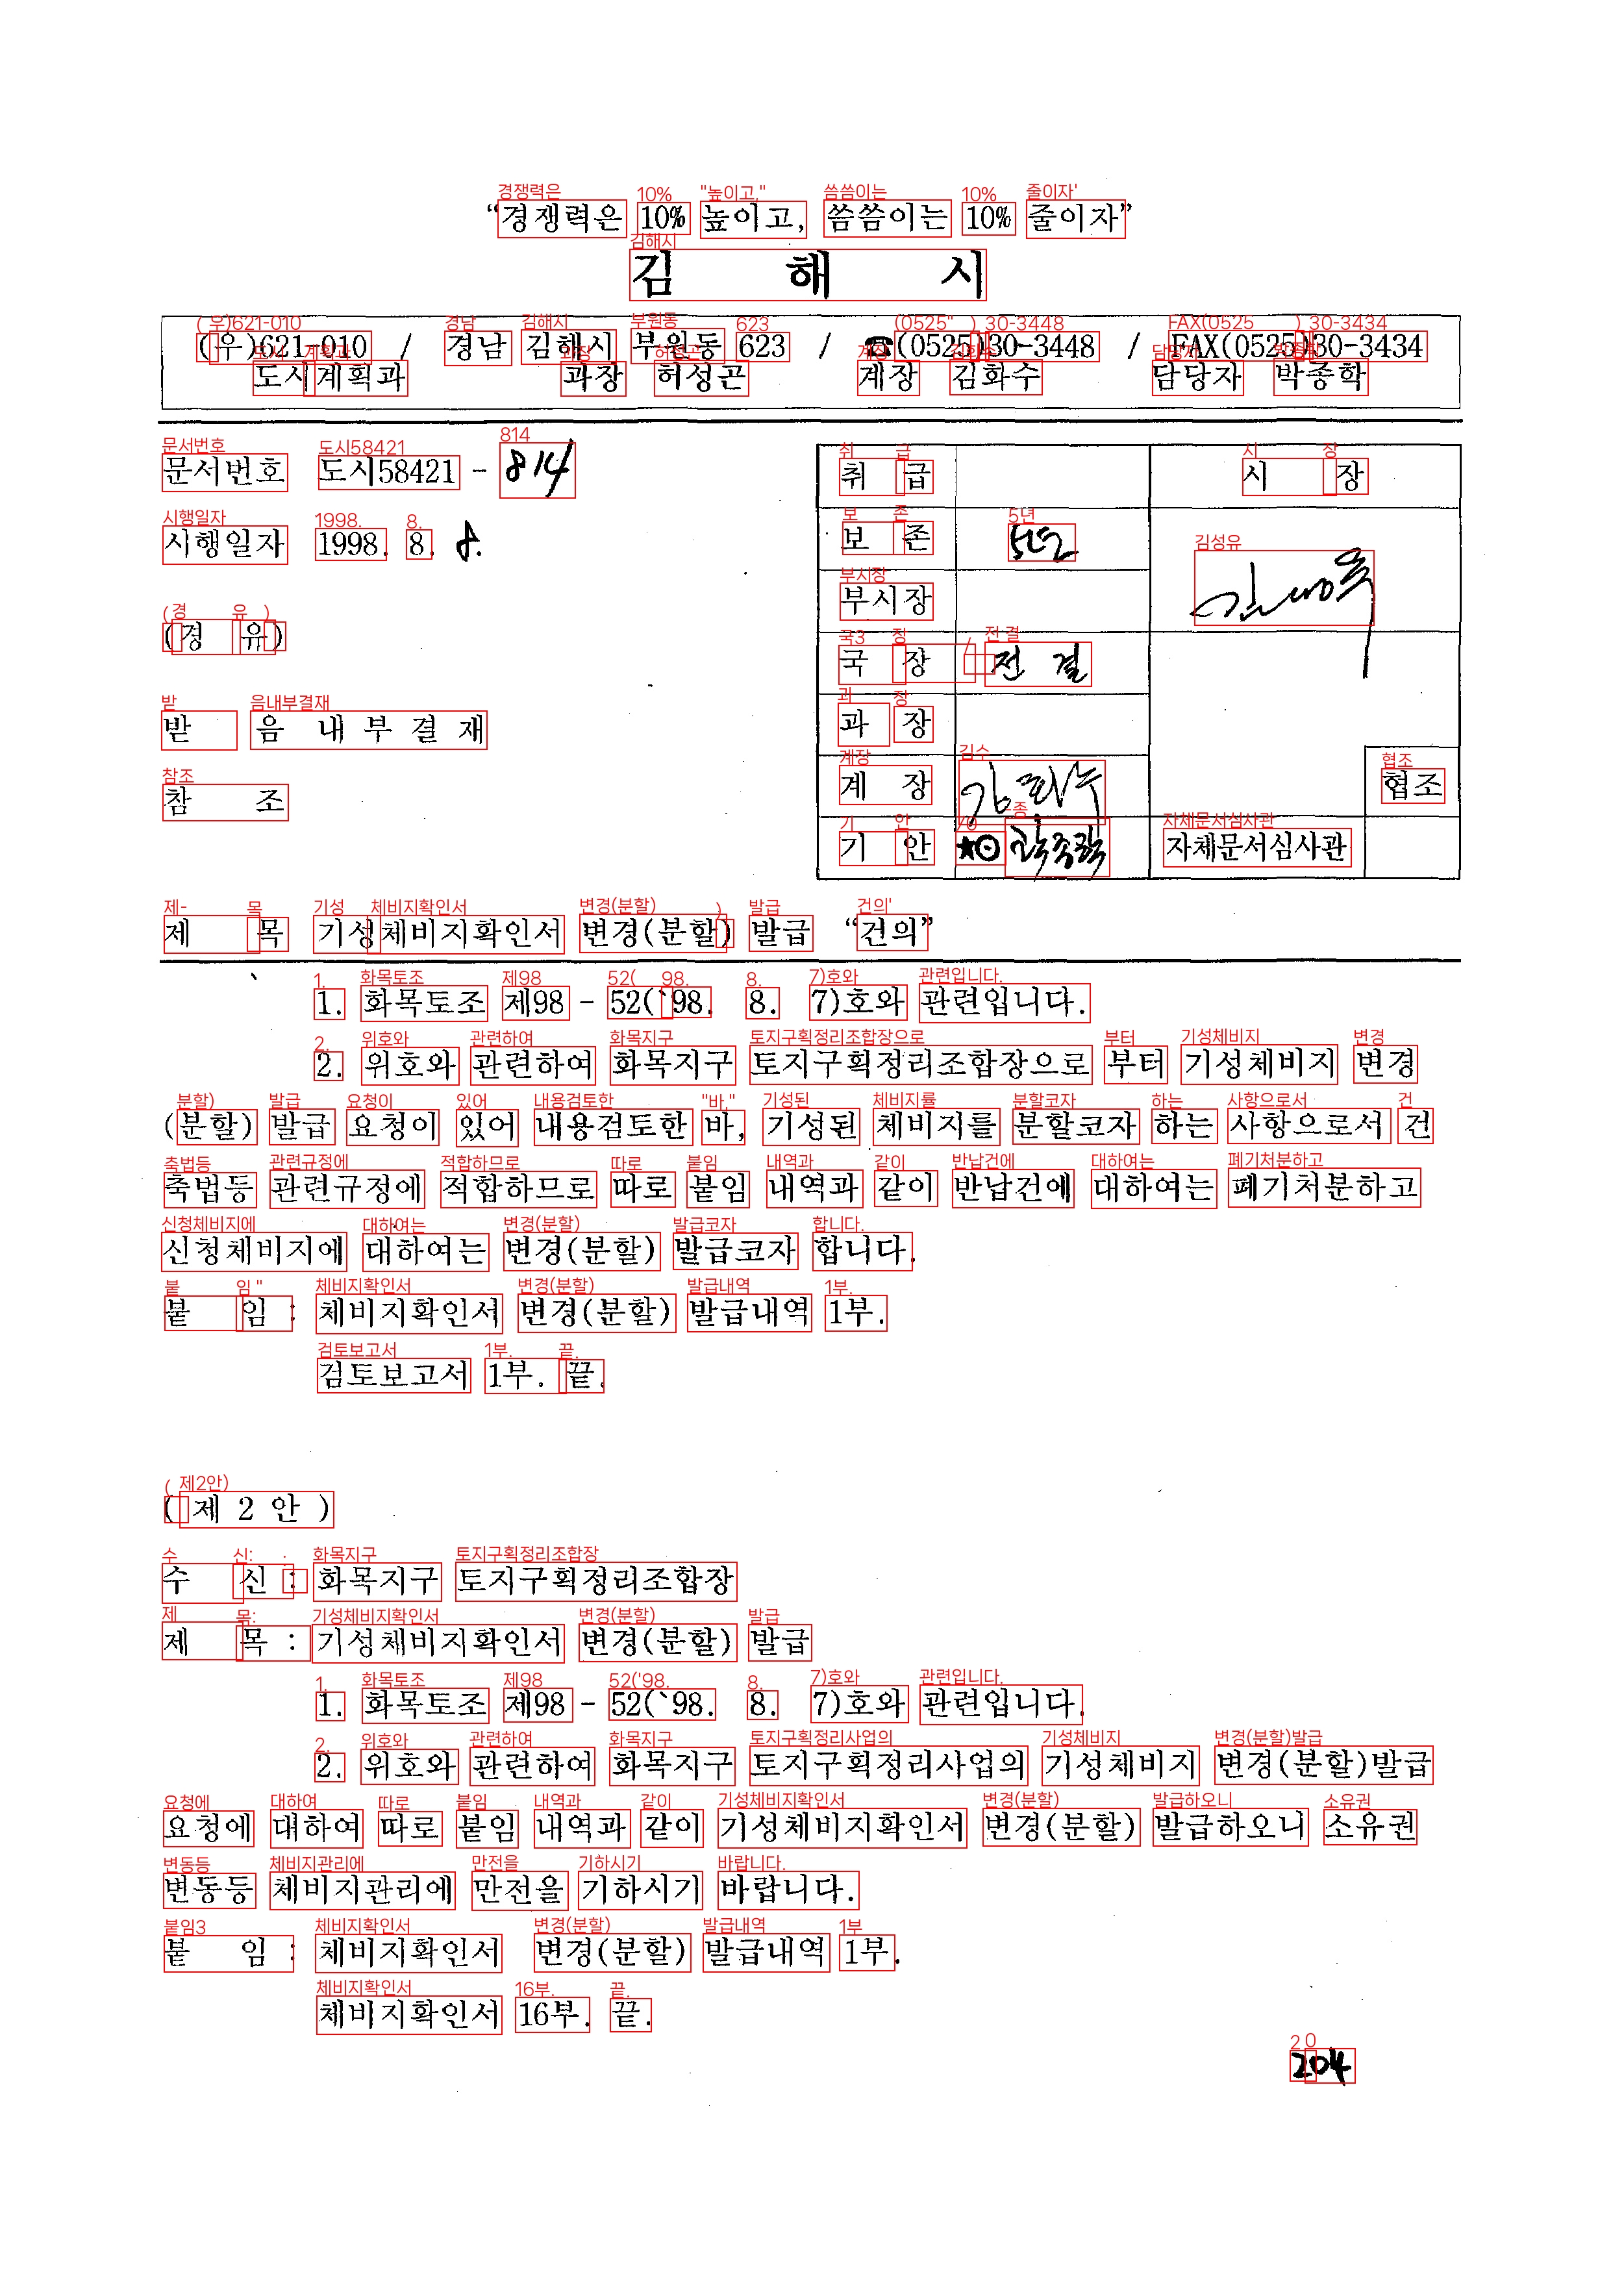 “경쟁력은 10% 높이고, 씀씀이는 10% 줄이자”
김 해 시
(우)621-010 / 경남 김해시 부원동 623 / ☎(0525)30-3448 / FAX(0525)30-3434
도시계획과 과장 허성곤 계장 김화수 담당자 박종학
문서번호 도시58421 - 814
시행일자 1998. 8. 8.
(경 유)
받 음 내 부 결 재
참 조
취 급 시 장
보 존 5년
부시장
국 장 전 결
과 장
계 장 김화수 협조
기 안 ★⊙ 박종학 자체문서심사관
제 목 기성체비지확인서 변경(분할) 발급 “건의”
1. 화목토조 제98 - 52(`98. 8. 7)호와 관련입니다.
2. 위호와 관련하여 화목지구 토지구획정리조합장으로 부터 기성체비지 변경
(분할) 발급 요청이 있어 내용검토한 바, 기성된 체비지를 분할코자 하는 사항으로서 건
축법등 관련규정에 적합하므로 따로 붙임 내역과 같이 반납건에 대하여는 폐기처분하고
신청체비지에 대하여는 변경(분할) 발급코자 합니다.
붙 임 : 체비지확인서 변경(분할) 발급내역 1부.
검토보고서 1부. 끝.
( 제 2 안 )
수 신 : 화목지구 토지구획정리조합장
제 목 : 기성체비지확인서 변경(분할) 발급
1. 화목토조 제98 - 52(`98. 8. 7)호와 관련입니다.
2. 위호와 관련하여 화목지구 토지구획정리사업의 기성체비지 변경(분할)발급
요청에 대하여 따로 붙임 내역과 같이 기성체비지확인서 변경(분할) 발급하오니 소유권
변동등 체비지관리에 만전을 기하시기 바랍니다.
붙 임 : 체비지확인서 변경(분할) 발급내역 1부.
체비지확인서 16부. 끝.
204